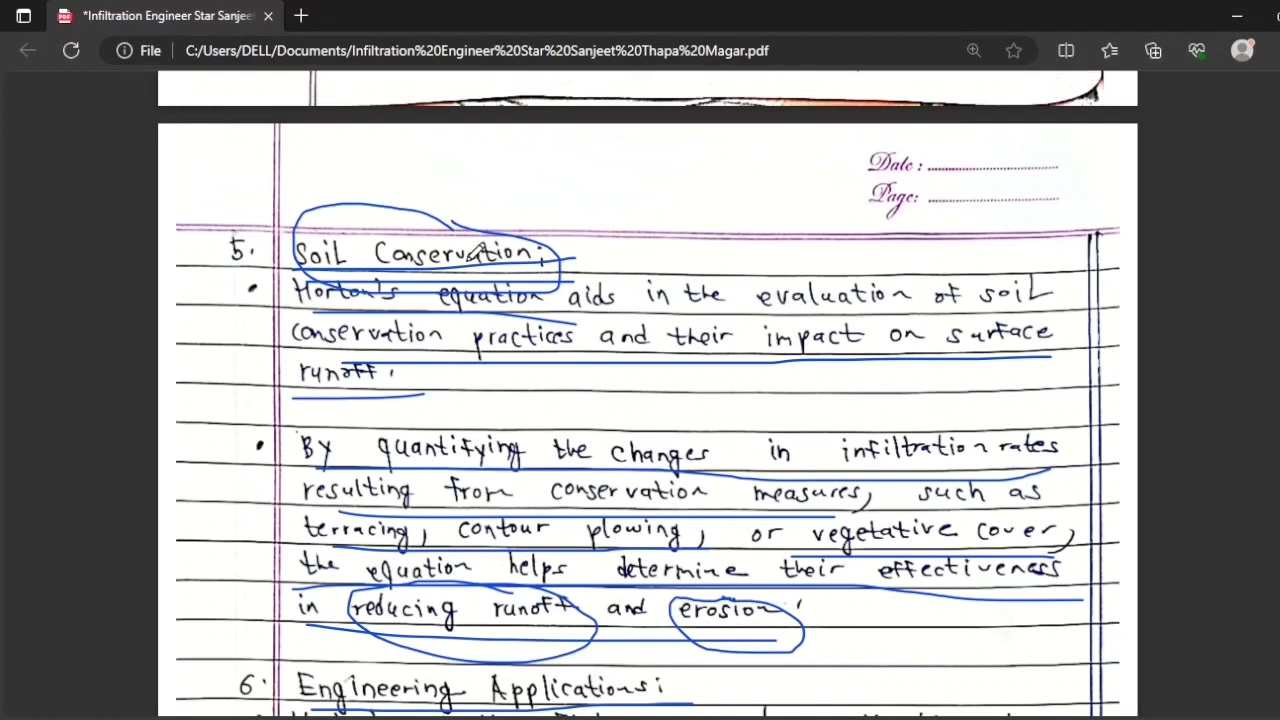 *Infiltration Engineer Star Sanjee
File
C:/Users/DELL/Documents/Infiltration%20Engineer%20Star%20Sanjeet%20Thapa%20Magar.pdf
Date :
Page:
5. Soil Conservation:
• Horton's equation aids in the evaluation of soil
conservation practices and their impact on surface
runoff.
• By quantifying the changes in infiltration rates
resulting from conservation measures, such as
terracing, contour plowing, or vegetative cover,
the equation helps determine their effectiveness
in reducing runoff and erosion.
6. Engineering Applications: